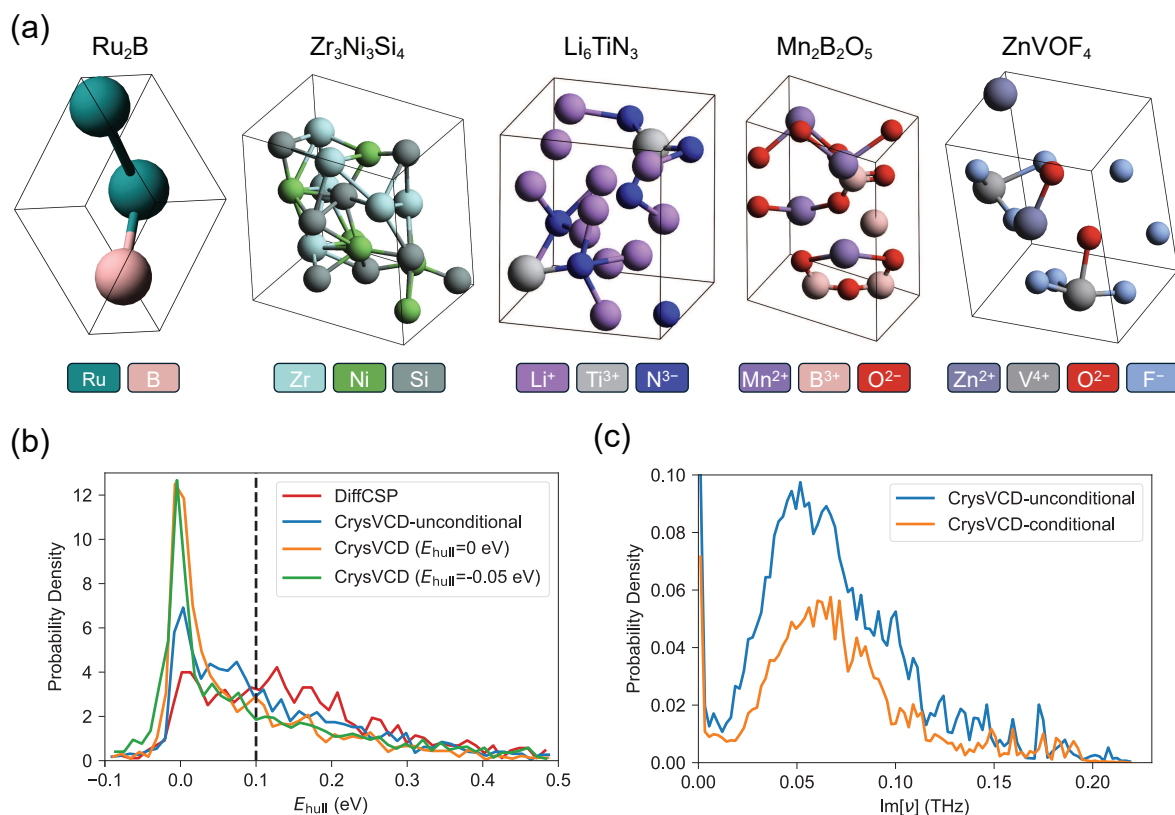 (a)
Ru₂B Zr₃Ni₃Si₄ Li₆TiN₃ Mn₂B₂O₅ ZnVOF₄
Ru B Zr Ni Si Li⁺ Ti³⁺ N³⁻ Mn²⁺ B³⁺ O²⁻ Zn²⁺ V⁴⁺ O²⁻ F⁻
(b)
Probability Density
12
10
8
6
4
2
0
DiffCSP
CrysVCD-unconditional
CrysVCD (E_hull=0 eV)
CrysVCD (E_hull=-0.05 eV)
−0.1 0.0 0.1 0.2 0.3 0.4 0.5
E_hull (eV)
(c)
Probability Density
0.10
0.08
0.06
0.04
0.02
0.00
CrysVCD-unconditional
CrysVCD-conditional
0.00 0.05 0.10 0.15 0.20
Im[ν] (THz)